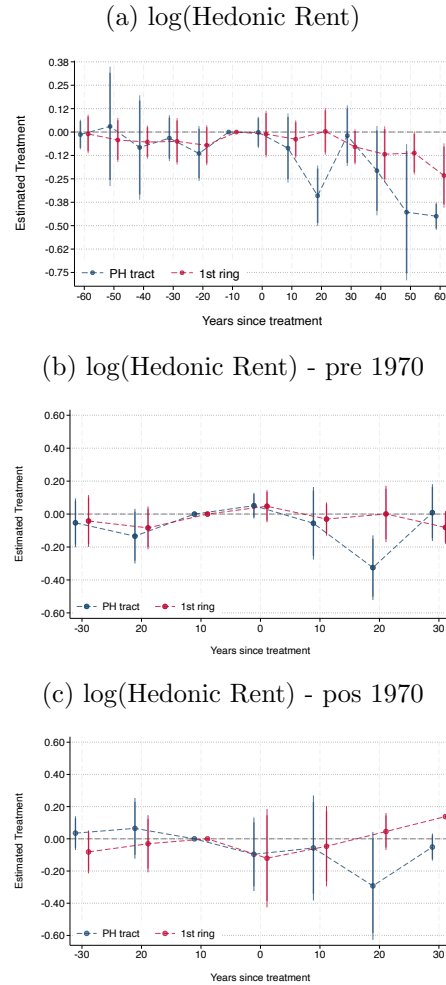 (a) log(Hedonic Rent)
0.38
0.25
0.12
0.00
-0.12
-0.25
-0.38
-0.50
-0.62
-0.75
Estimated Treatment
PH tract 1st ring
-60 -50 -40 -30 -20 -10 0 10 20 30 40 50 60
Years since treatment
(b) log(Hedonic Rent) - pre 1970
0.60
0.40
0.20
0.00
-0.20
-0.40
-0.60
Estimated Treatment
PH tract 1st ring
-30 20 10 0 10 20 30
Years since treatment
(c) log(Hedonic Rent) - pos 1970
0.60
0.40
0.20
0.00
-0.20
-0.40
-0.60
Estimated Treatment
PH tract 1st ring
-30 20 10 0 10 20 30
Years since treatment